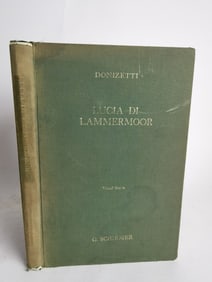 DONIZETTI
LUCIA DI
LAMMERMOOR
Vocal Score
G. SCHIRMER